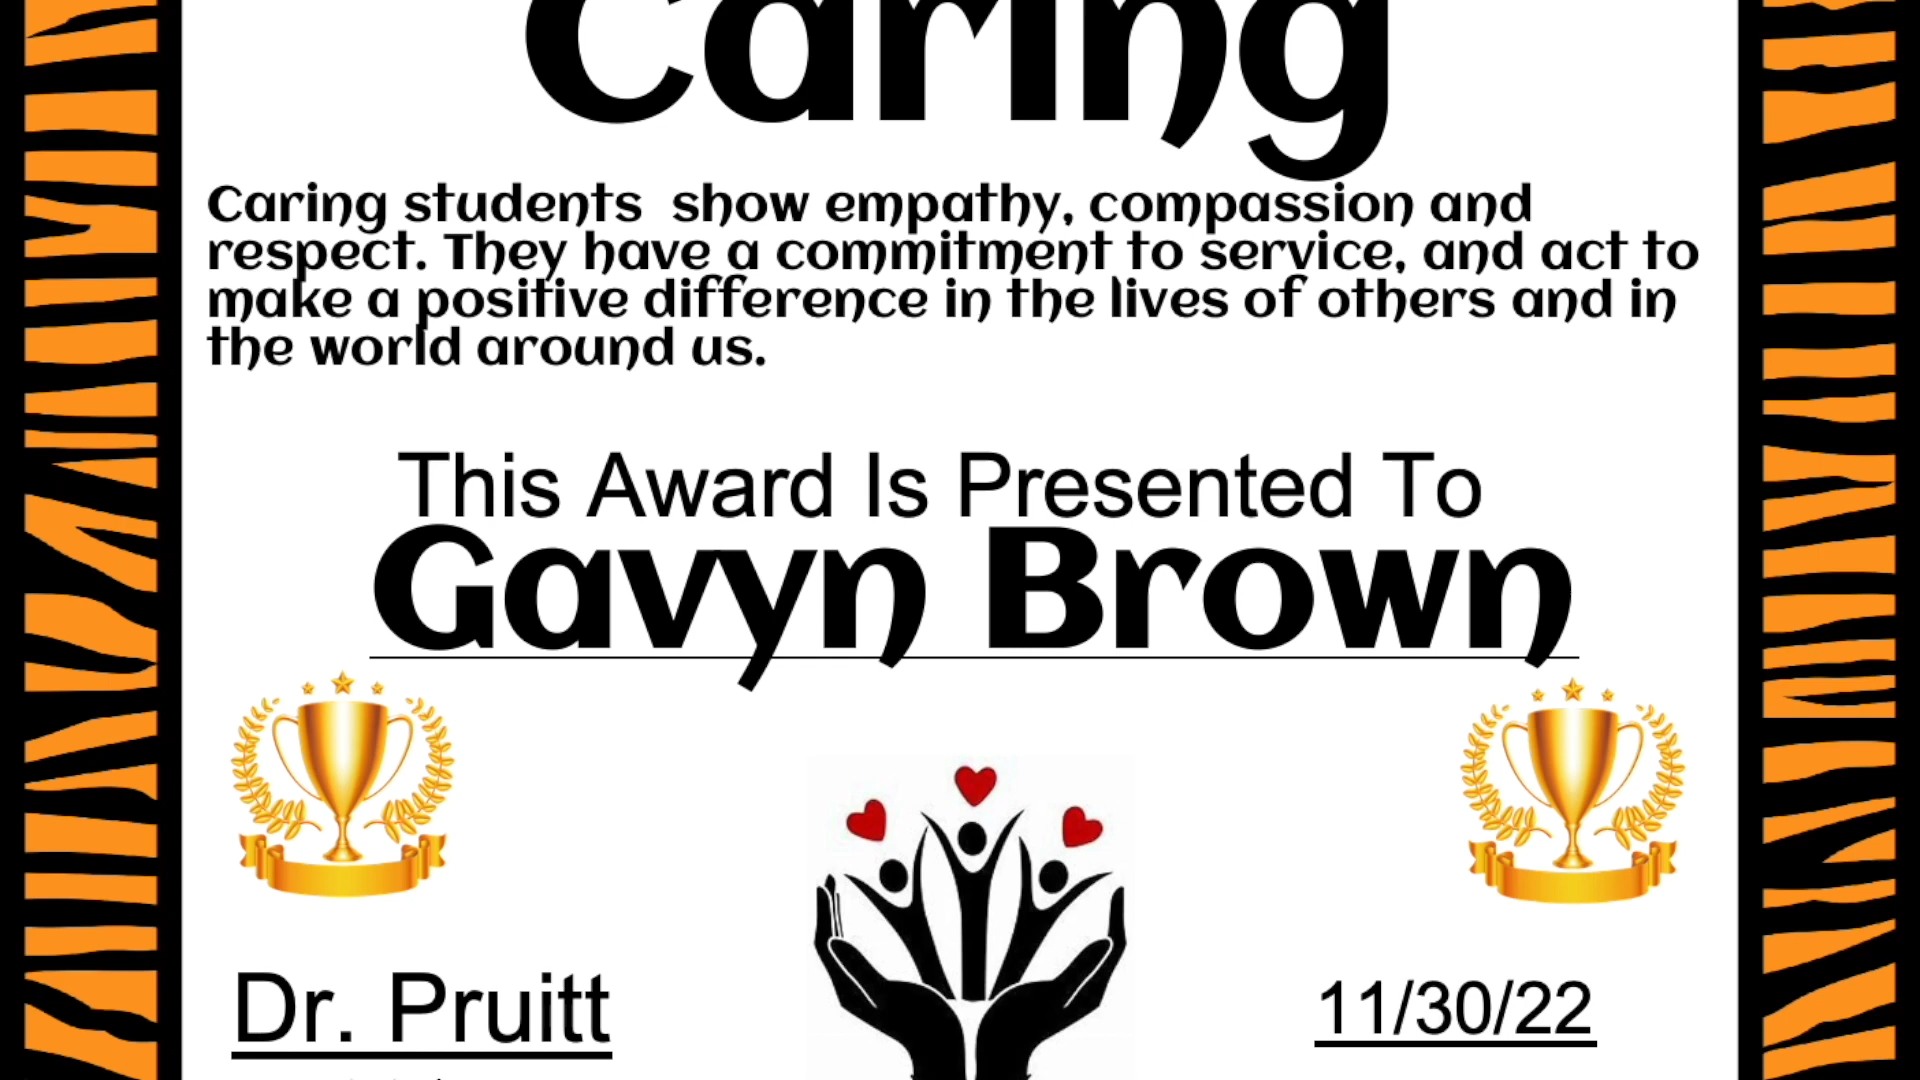 Caring
Caring students  show empathy, compassion and
respect. They have a commitment to service, and act to
make a positive difference in the lives of others and in
the world around us.
This Award Is Presented To
Gavyn Brown
Dr. Pruitt
11/30/22